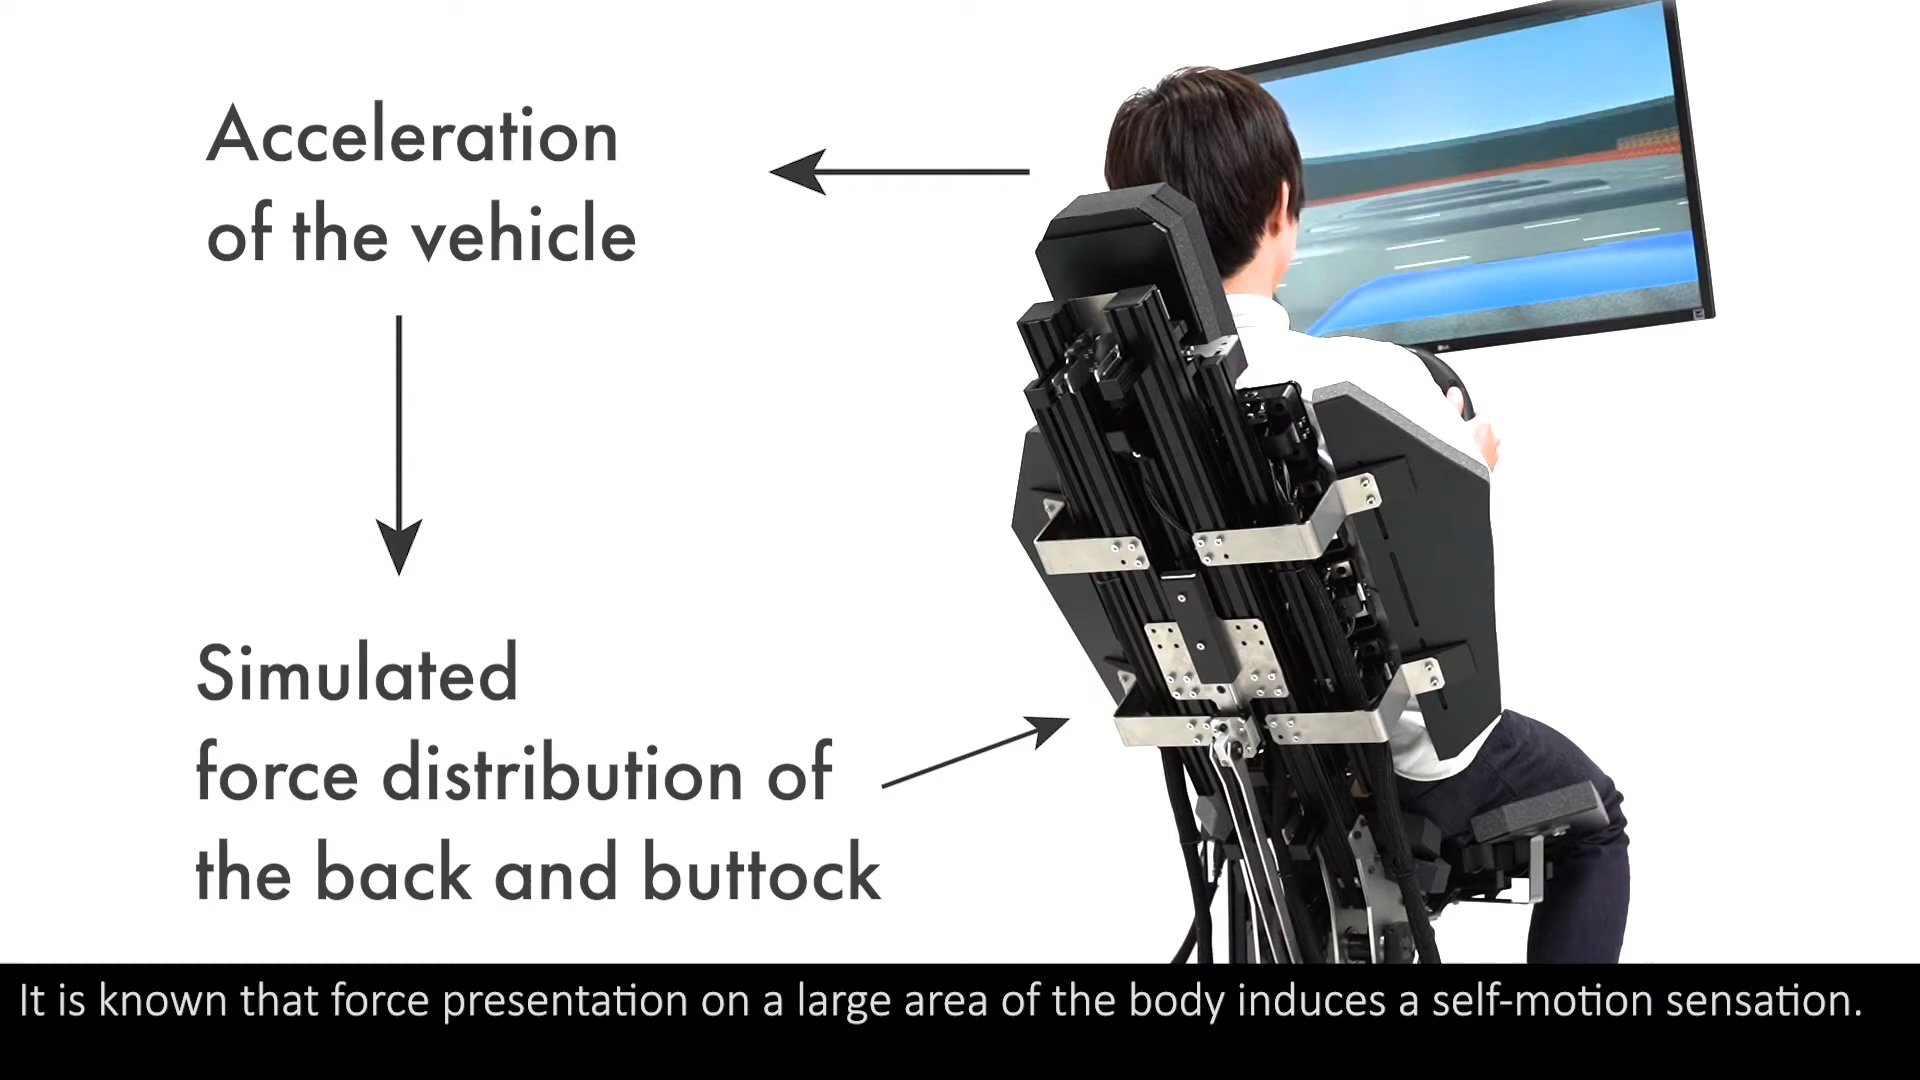 Acceleration
of the vehicle
Simulated
force distribution of
the back and buttock
It is known that force presentation on a large area of the body induces a self-motion sensation.